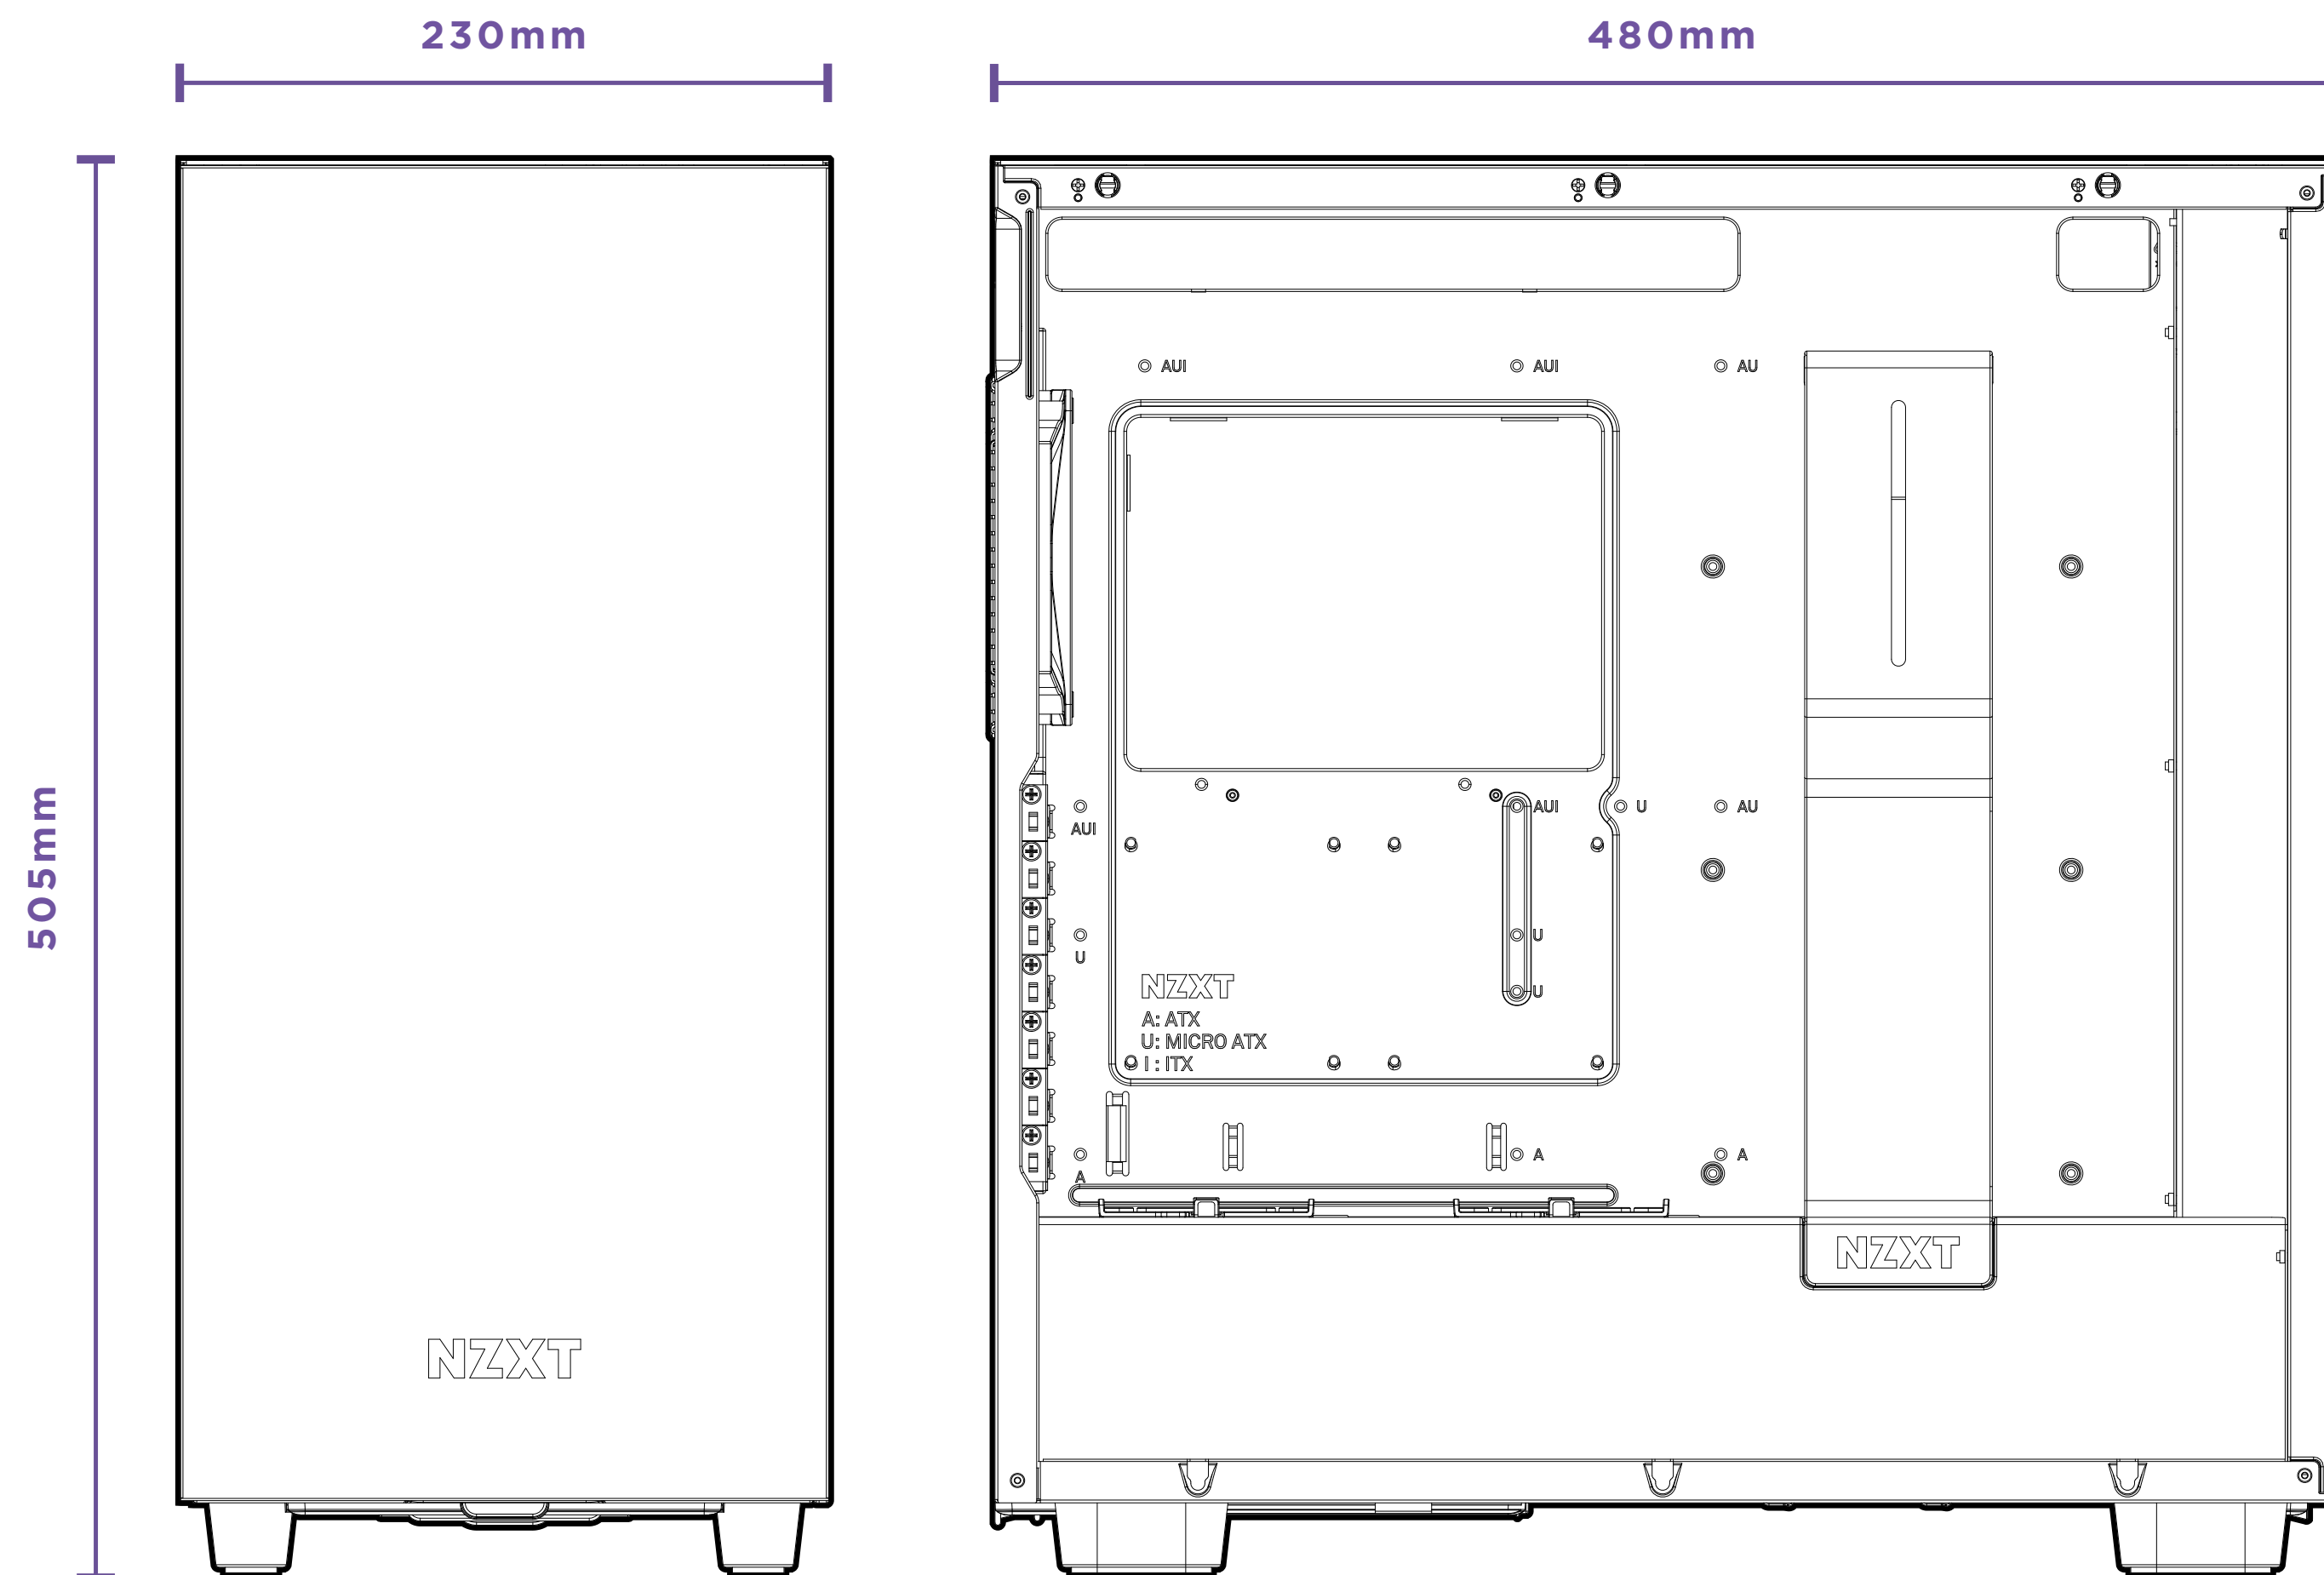 230mm
480mm
505mm
AUI
AUI
AU
AUI
AUI
U
AU
U
U
U
NZXT
A: ATX
U: MICRO ATX
I : ITX
A
A
A
NZXT
NZXT